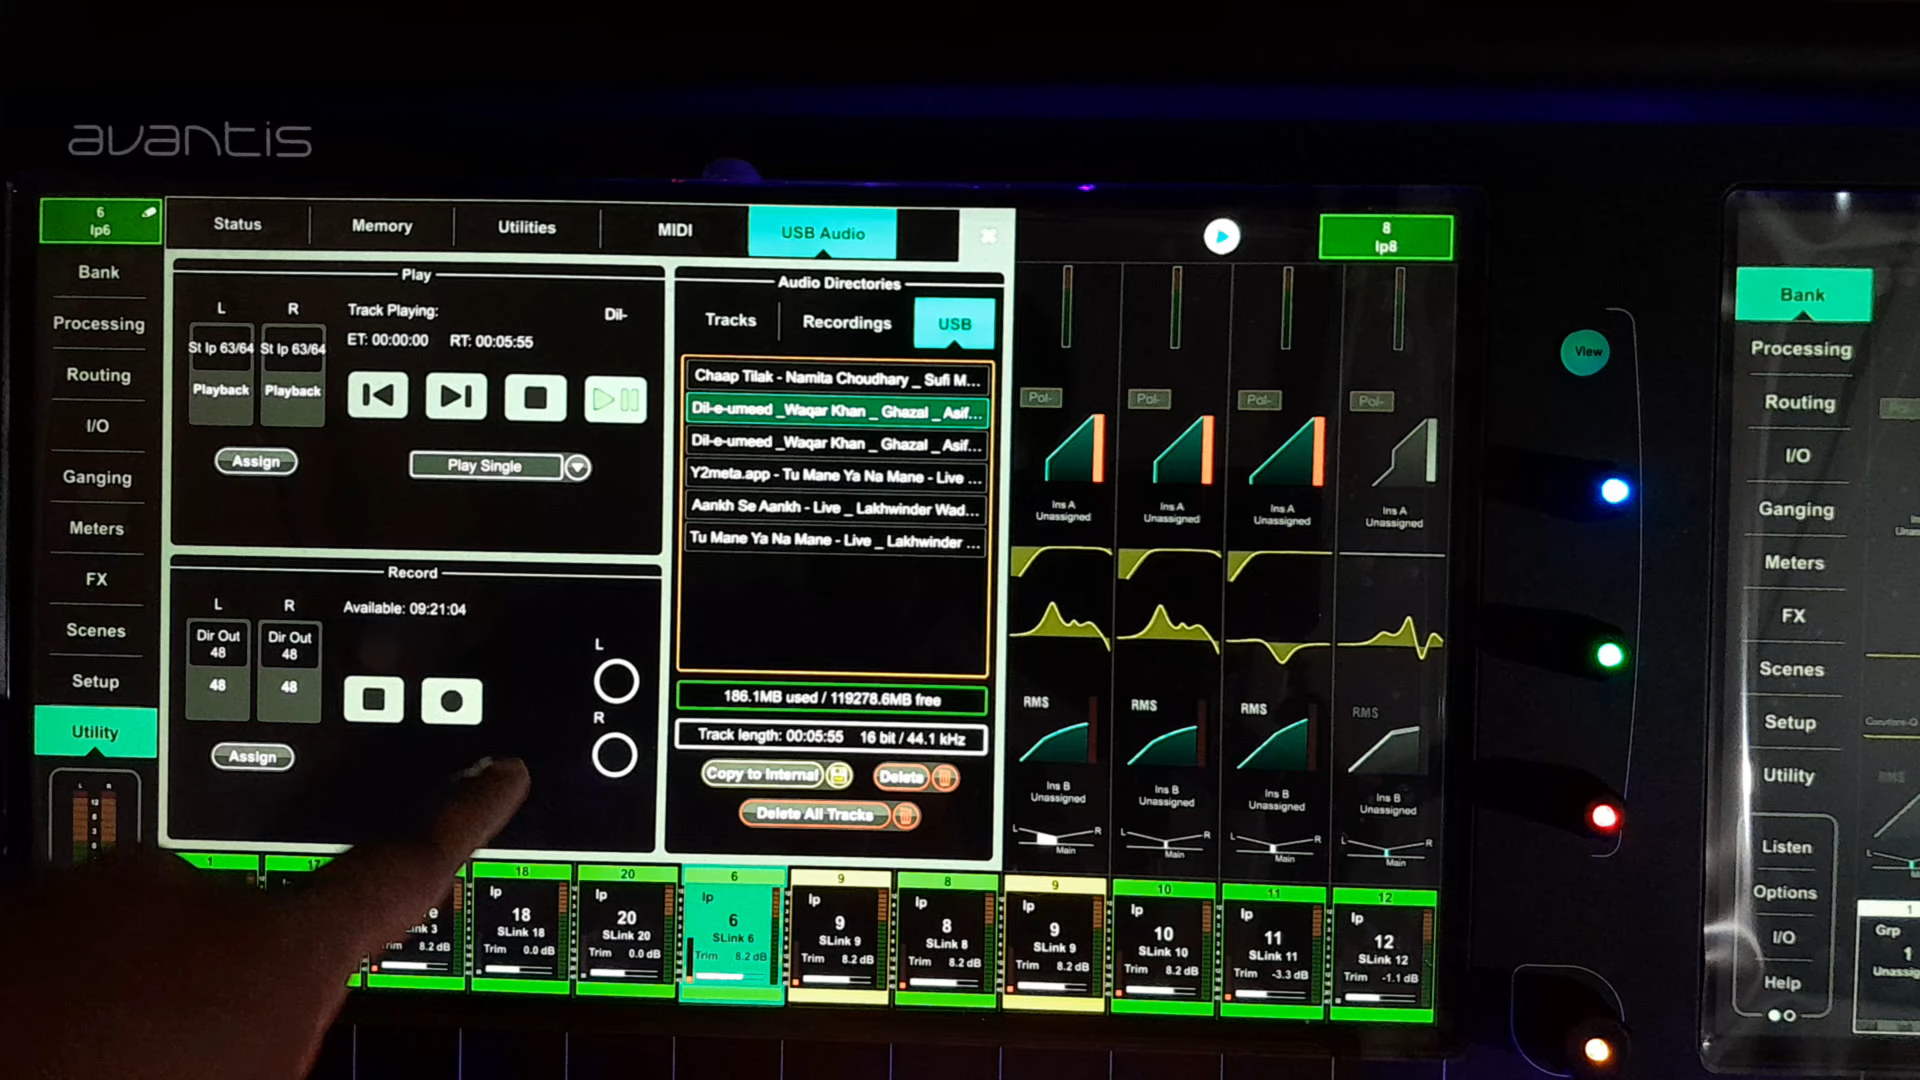 avantis
6
Ip6
Status
Memory
Utilities
MIDI
USB Audio
8
Ip8
Bank
Processing
Routing
I/O
Ganging
Meters
FX
Scenes
Setup
Utility
L R
12
6
3
0
Play
L R
St Ip 63/64 St Ip 63/64
Playback Playback
Assign
Track Playing: Dil-
ET: 00:00:00 RT: 00:05:55
Play Single
Record
L R
Available: 09:21:04
Dir Out 48 Dir Out 48
48 48
Assign
L
R
Audio Directories
Tracks Recordings USB
Chaap Tilak - Namita Choudhary _ Sufi M...
Dil-e-umeed _Waqar Khan _ Ghazal _ Asif...
Dil-e-umeed _Waqar Khan _ Ghazal _ Asif...
Y2meta.app - Tu Mane Ya Na Mane - Live ...
Aankh Se Aankh - Live _ Lakhwinder Wad...
Tu Mane Ya Na Mane - Live _ Lakhwinder ...
186.1MB used / 119278.6MB free
Track length: 00:05:55 16 bit / 44.1 kHz
Copy to Internal Delete
Delete All Tracks
Pol- Pol- Pol- Pol-
Ins A Ins A Ins A Ins A
Unassigned Unassigned Unassigned Unassigned
RMS RMS RMS RMS
Ins B Ins B Ins B Ins B
Unassigned Unassigned Unassigned Unassigned
L R L R L R L R
Main Main Main Main
1 17 18 20 6 9 8 9 10 11 12
Ip Ip Ip Ip Ip Ip Ip Ip Ip
18 20 6 9 8 9 10 11 12
SLink 18 SLink 20 SLink 6 SLink 9 SLink 8 SLink 9 SLink 10 SLink 11 SLink 12
8.2 dB Trim 0.0 dB Trim 0.0 dB Trim 8.2 dB Trim 8.2 dB Trim 8.2 dB Trim 8.2 dB Trim 8.2 dB Trim -3.3 dB Trim -1.1 dB
View
Bank
Processing
Routing
I/O
Ganging
Meters
FX
Scenes
Setup
Utility
Listen
Options
I/O
Help
RMS
1
Grp
1